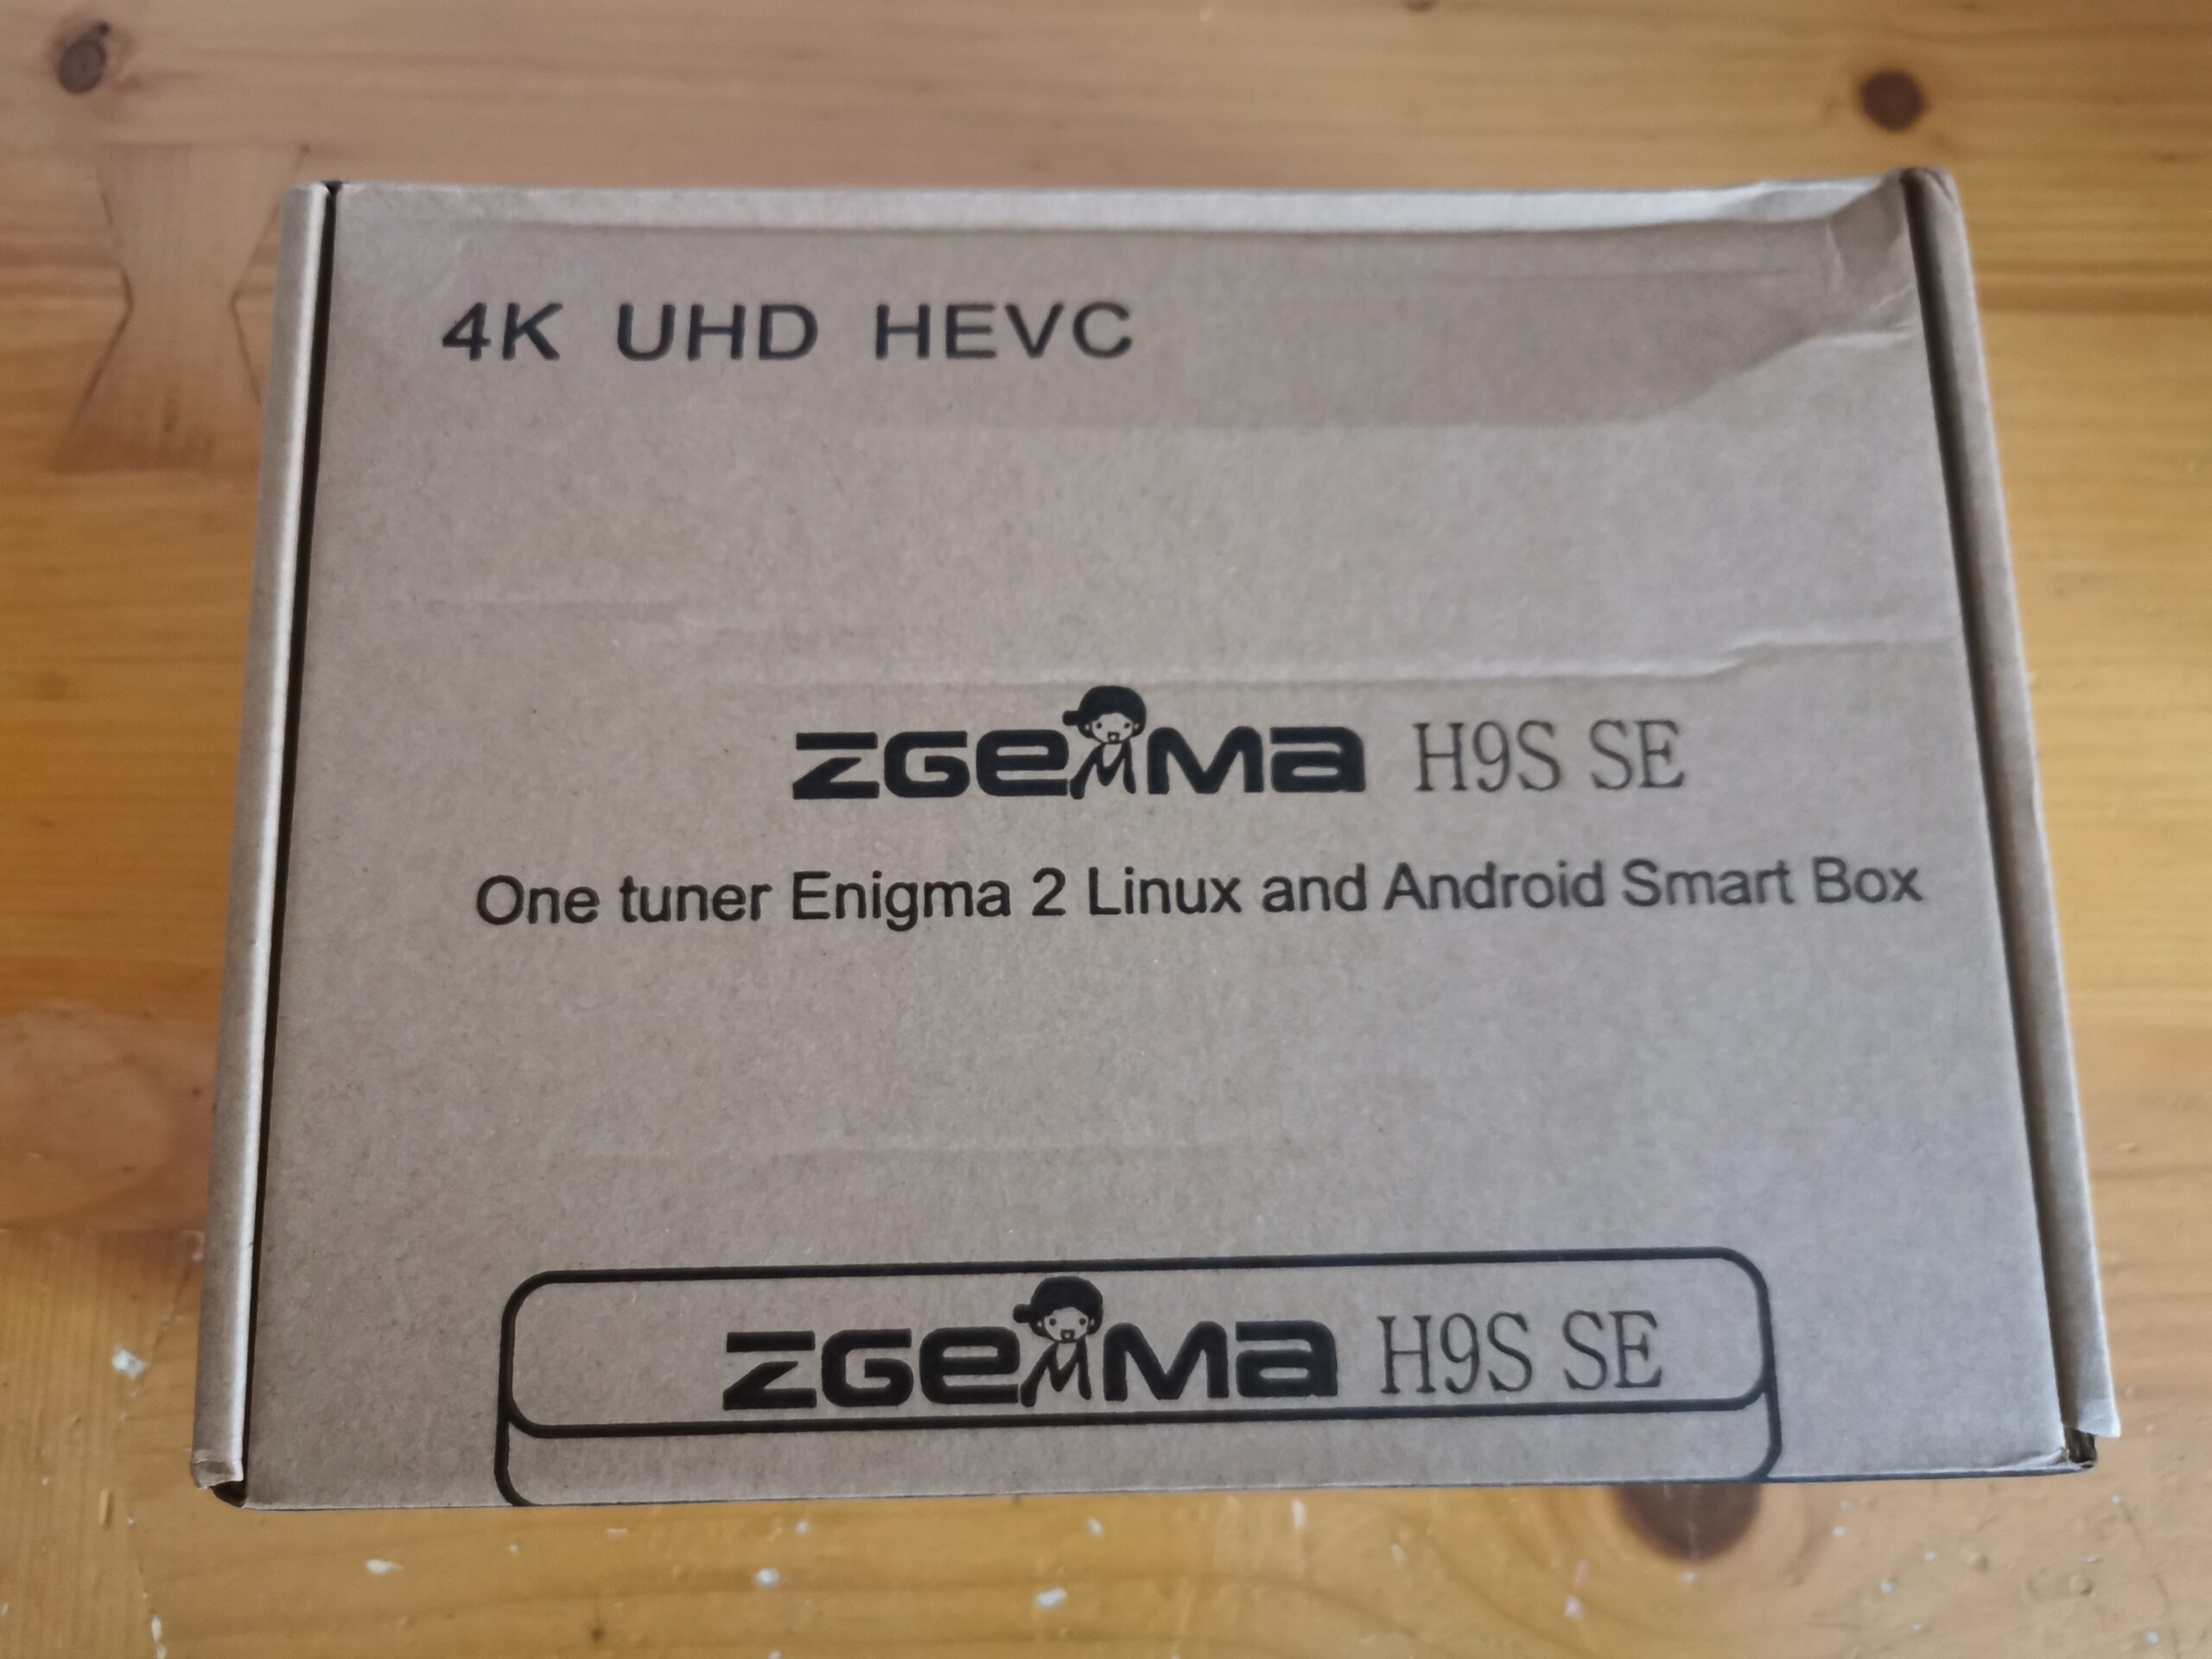 4K UHD HEVC
ZGEMMA H9S SE
One tuner Enigma 2 Linux and Android Smart Box
ZGEMMA H9S SE